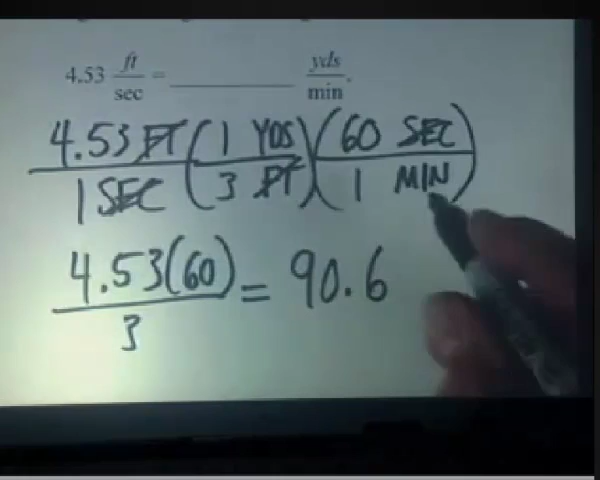 4.53 ft/sec = ________ yds/min.
4.53 FT/1 SEC (1 YDS/3 FT)(60 SEC/1 MIN)
4.53(60)/3 = 90.6